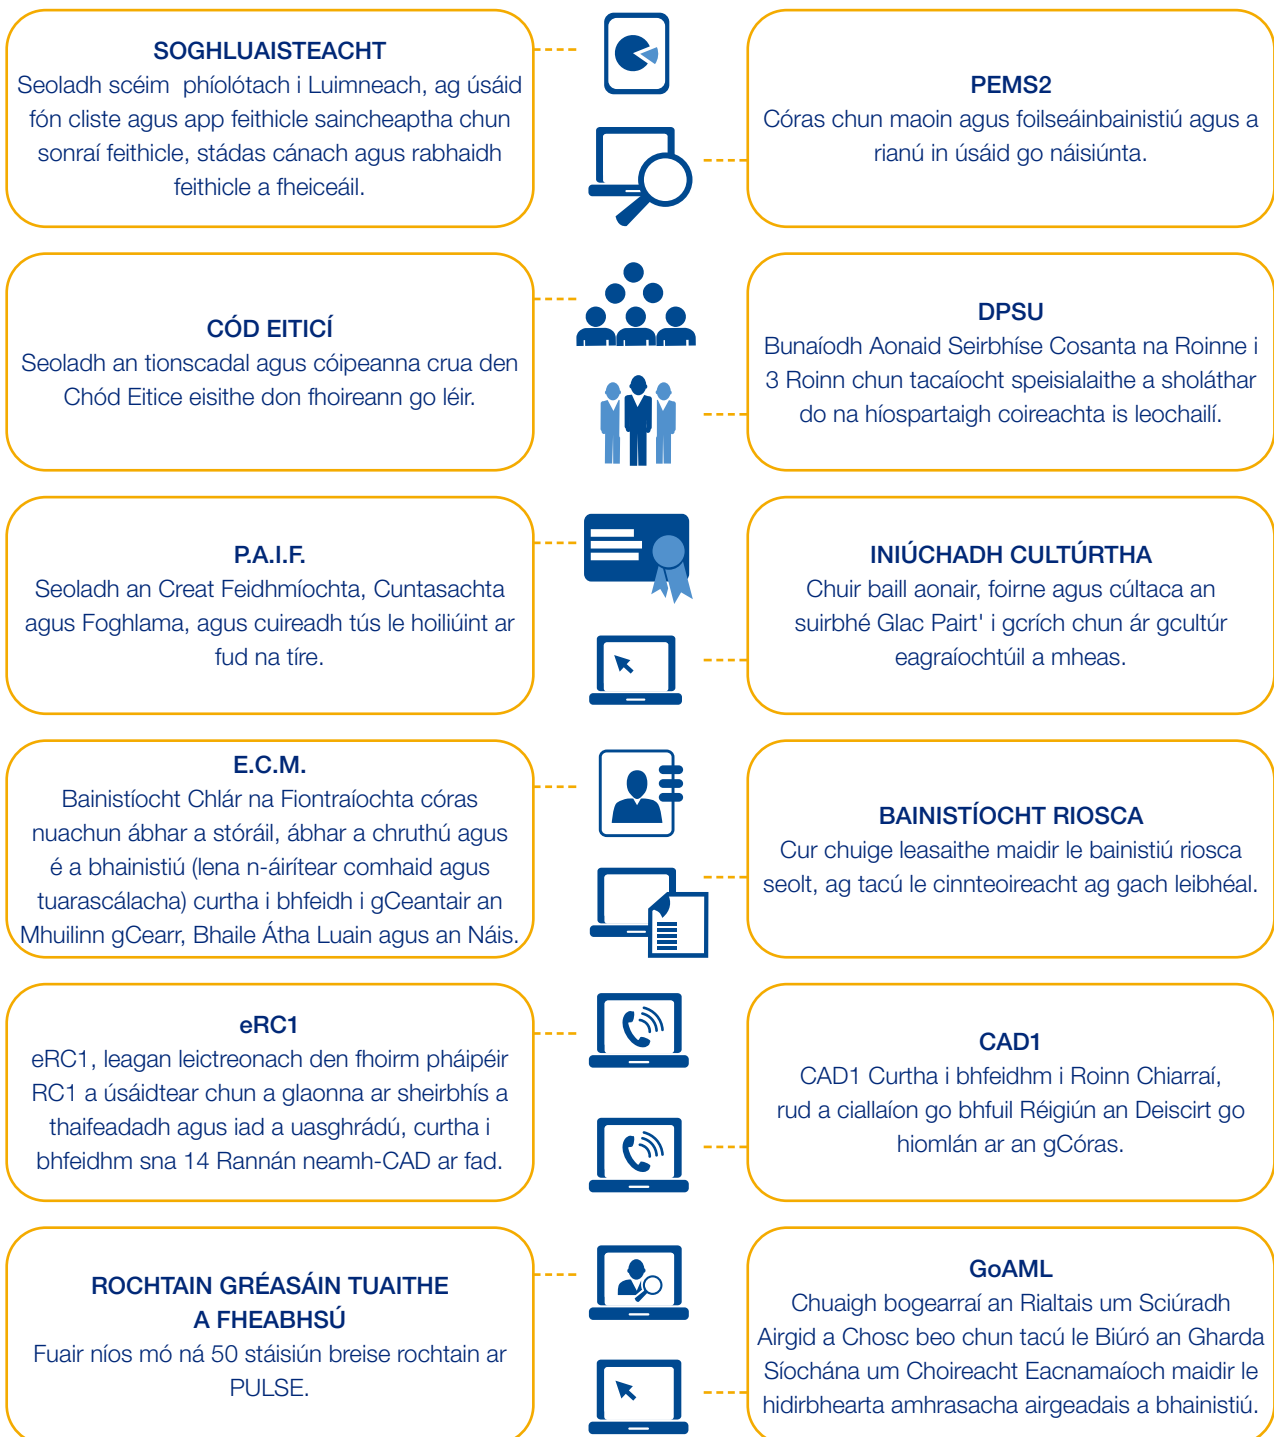 SOGHLUAISTEACHT
Seoladh scéim phíolótach i Luimneach, ag úsáid
fón cliste agus app feithicle saincheaptha chun
sonraí feithicle, stádas cánach agus rabhaidh
feithicle a fheiceáil.
PEMS2
Córas chun maoin agus foilseáinbainistiú agus a
rianú in úsáid go náisiúnta.
CÓD EITICÍ
Seoladh an tionscadal agus cóipeanna crua den
Chód Eitice eisithe don fhoireann go léir.
DPSU
Bunaíodh Aonaid Seirbhíse Cosanta na Roinne i
3 Roinn chun tacaíocht speisialaithe a sholáthar
do na híospartaigh coireachta is leochailí.
P.A.I.F.
Seoladh an Creat Feidhmíochta, Cuntasachta
agus Foghlama, agus cuireadh tús le hoiliúint ar
fud na tíre.
INIÚCHADH CULTÚRTHA
Chuir baill aonair, foirne agus cúltaca an
suirbhé Glac Pairt' i gcrích chun ár gcultúr
eagraíochtúil a mheas.
E.C.M.
Bainistíocht Chlár na Fiontraíochta córas
nuachun ábhar a stóráil, ábhar a chruthú agus
é a bhainistiú (lena n-áirítear comhaid agus
tuarascálacha) curtha i bhfeidh i gCeantair an
Mhuilinn gCearr, Bhaile Átha Luain agus an Náis.
BAINISTÍOCHT RIOSCA
Cur chuige leasaithe maidir le bainistiú riosca
seolt, ag tacú le cinnteoireacht ag gach leibhéal.
eRC1
eRC1, leagan leictreonach den fhoirm pháipéir
RC1 a úsáidtear chun a glaonna ar sheirbhís a
thaifeadadh agus iad a uasghrádú, curtha i
bhfeidhm sna 14 Rannán neamh-CAD ar fad.
CAD1
CAD1 Curtha i bhfeidhm i Roinn Chiarraí,
rud a ciallaíon go bhfuil Réigiún an Deiscirt go
hiomlán ar an gCóras.
ROCHTAIN GRÉASÁIN TUAITHE
A FHEABHSÚ
Fuair níos mó ná 50 stáisiún breise rochtain ar
PULSE.
GoAML
Chuaigh bogearraí an Rialtais um Sciúradh
Airgid a Chosc beo chun tacú le Biúró an Gharda
Síochána um Choireacht Eacnamaíoch maidir le
hidirbhearta amhrasacha airgeadais a bhainistiú.